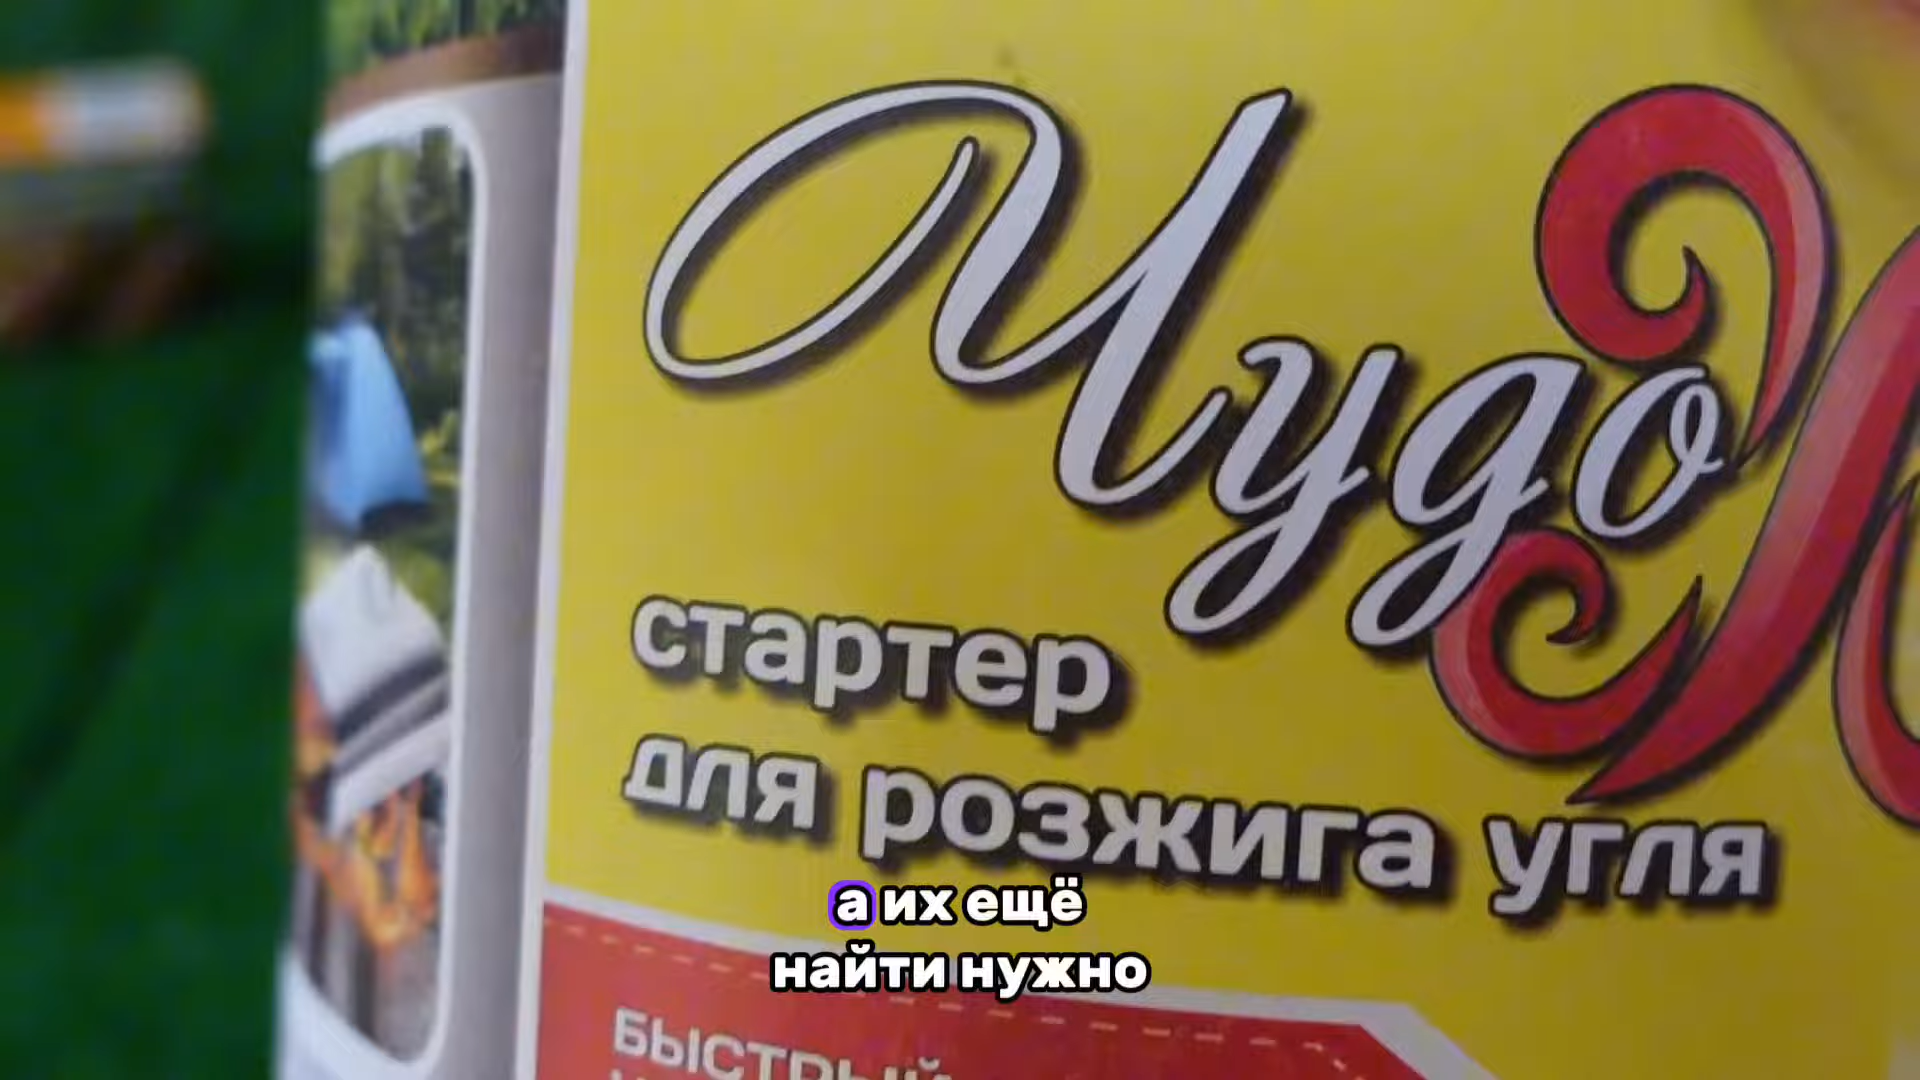 Чудо
стартер
для розжига угля
а их ещё
найти нужно
БЫСТРЫЙ